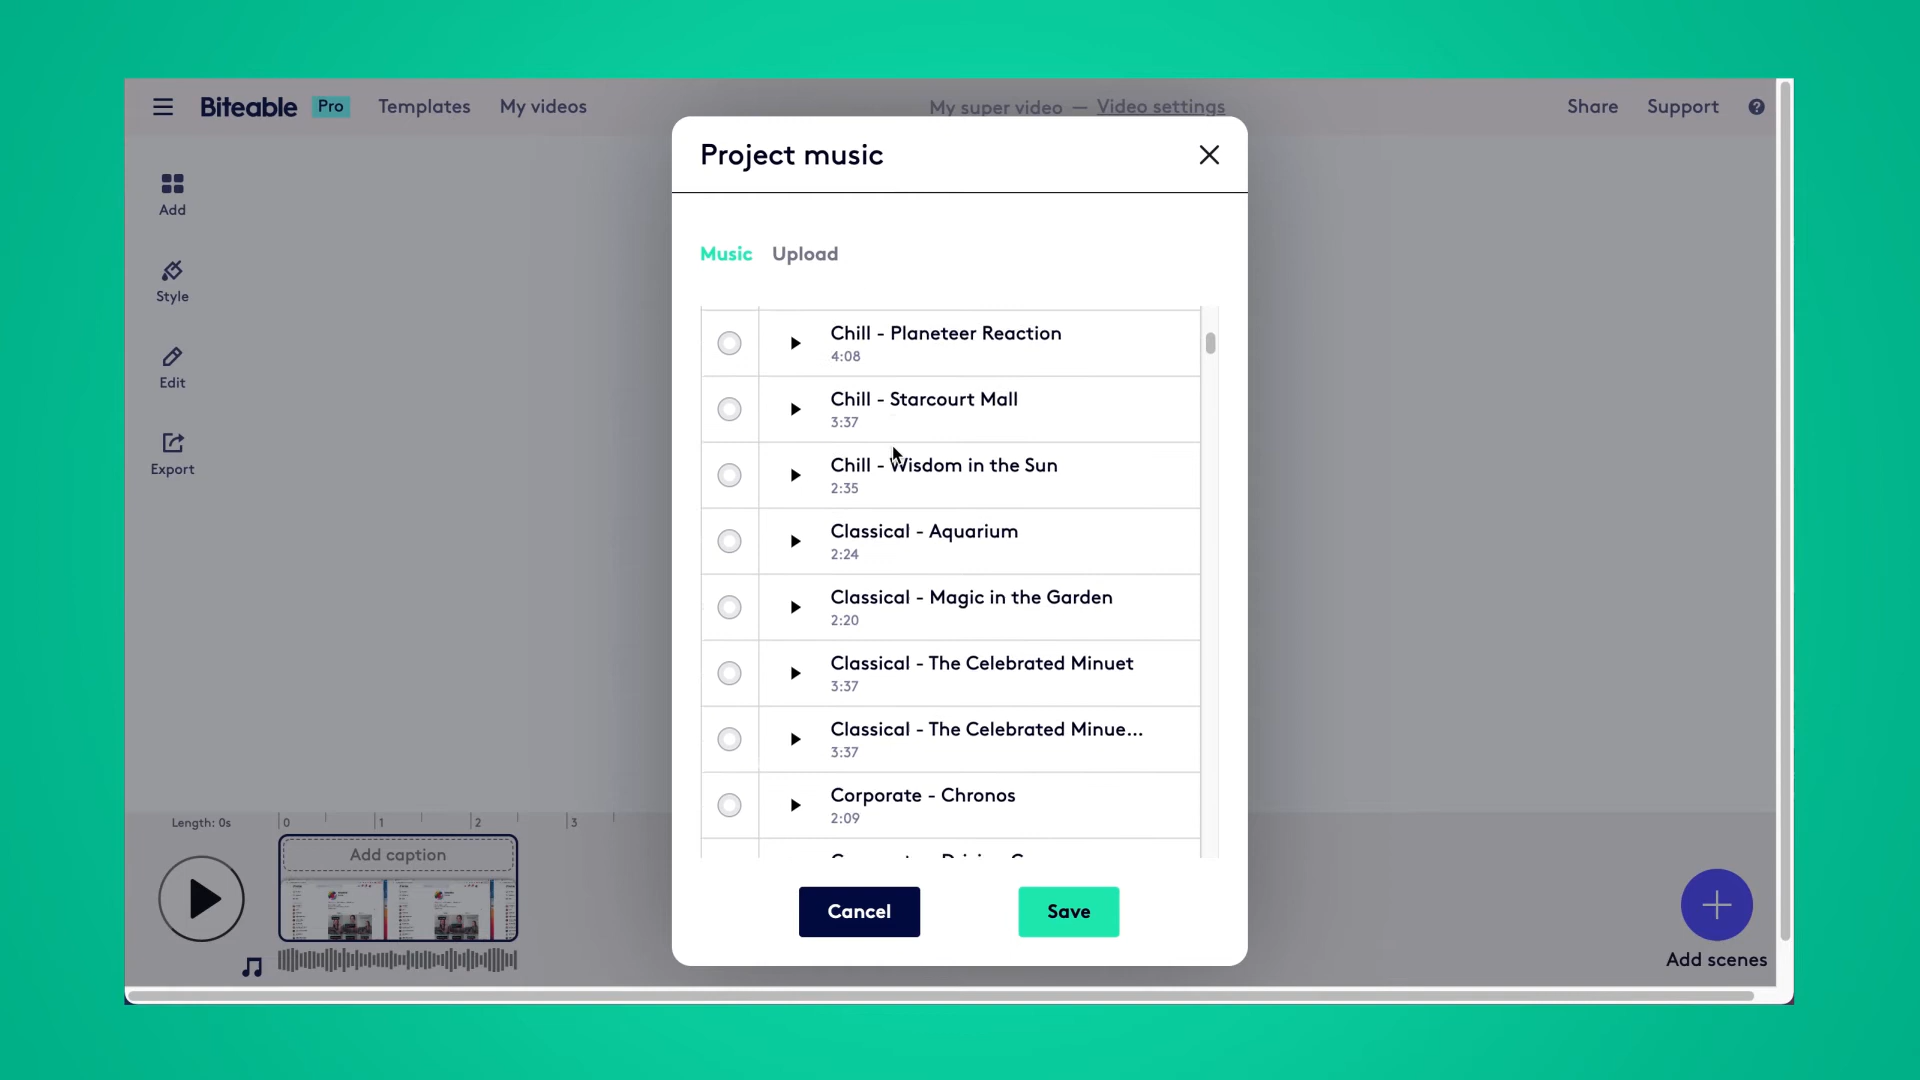 Biteable Pro Templates My videos
My super video — Video settings
Share Support ?
Add
Style
Edit
Export
Project music
Music Upload
Chill - Planeteer Reaction
4:08
Chill - Starcourt Mall
3:37
Chill - Wisdom in the Sun
2:35
Classical - Aquarium
2:24
Classical - Magic in the Garden
2:20
Classical - The Celebrated Minuet
3:37
Classical - The Celebrated Minue...
3:37
Corporate - Chronos
2:09
Cancel Save
Length: 0s 0 1 2 3
Add caption
Add scenes